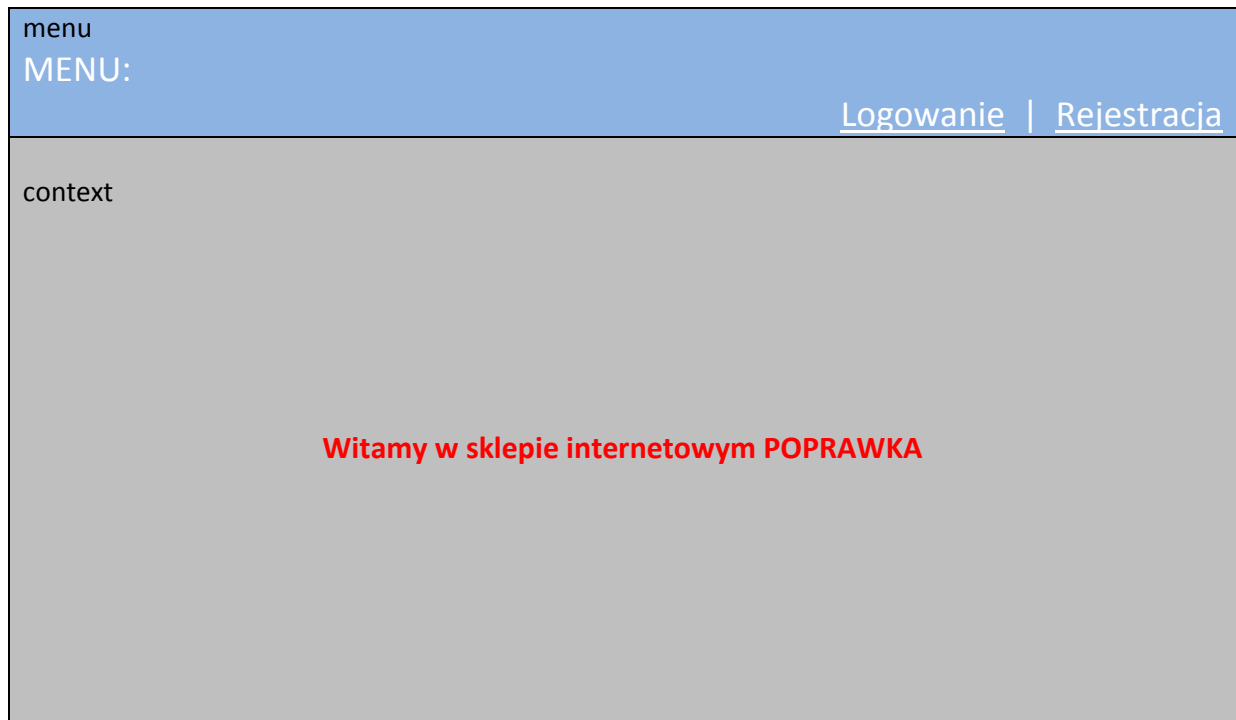 menu
MENU:
Logowanie | Rejestracja
context
Witamy w sklepie internetowym POPRAWKA